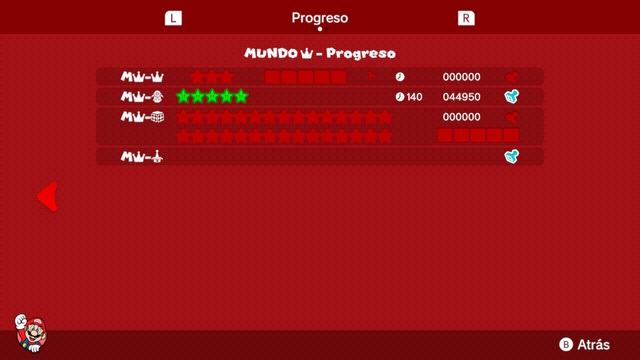 L Progreso R
MUNDO - Progreso
M - 000000
M - 140 044950
M - 000000
M -
B Atrás